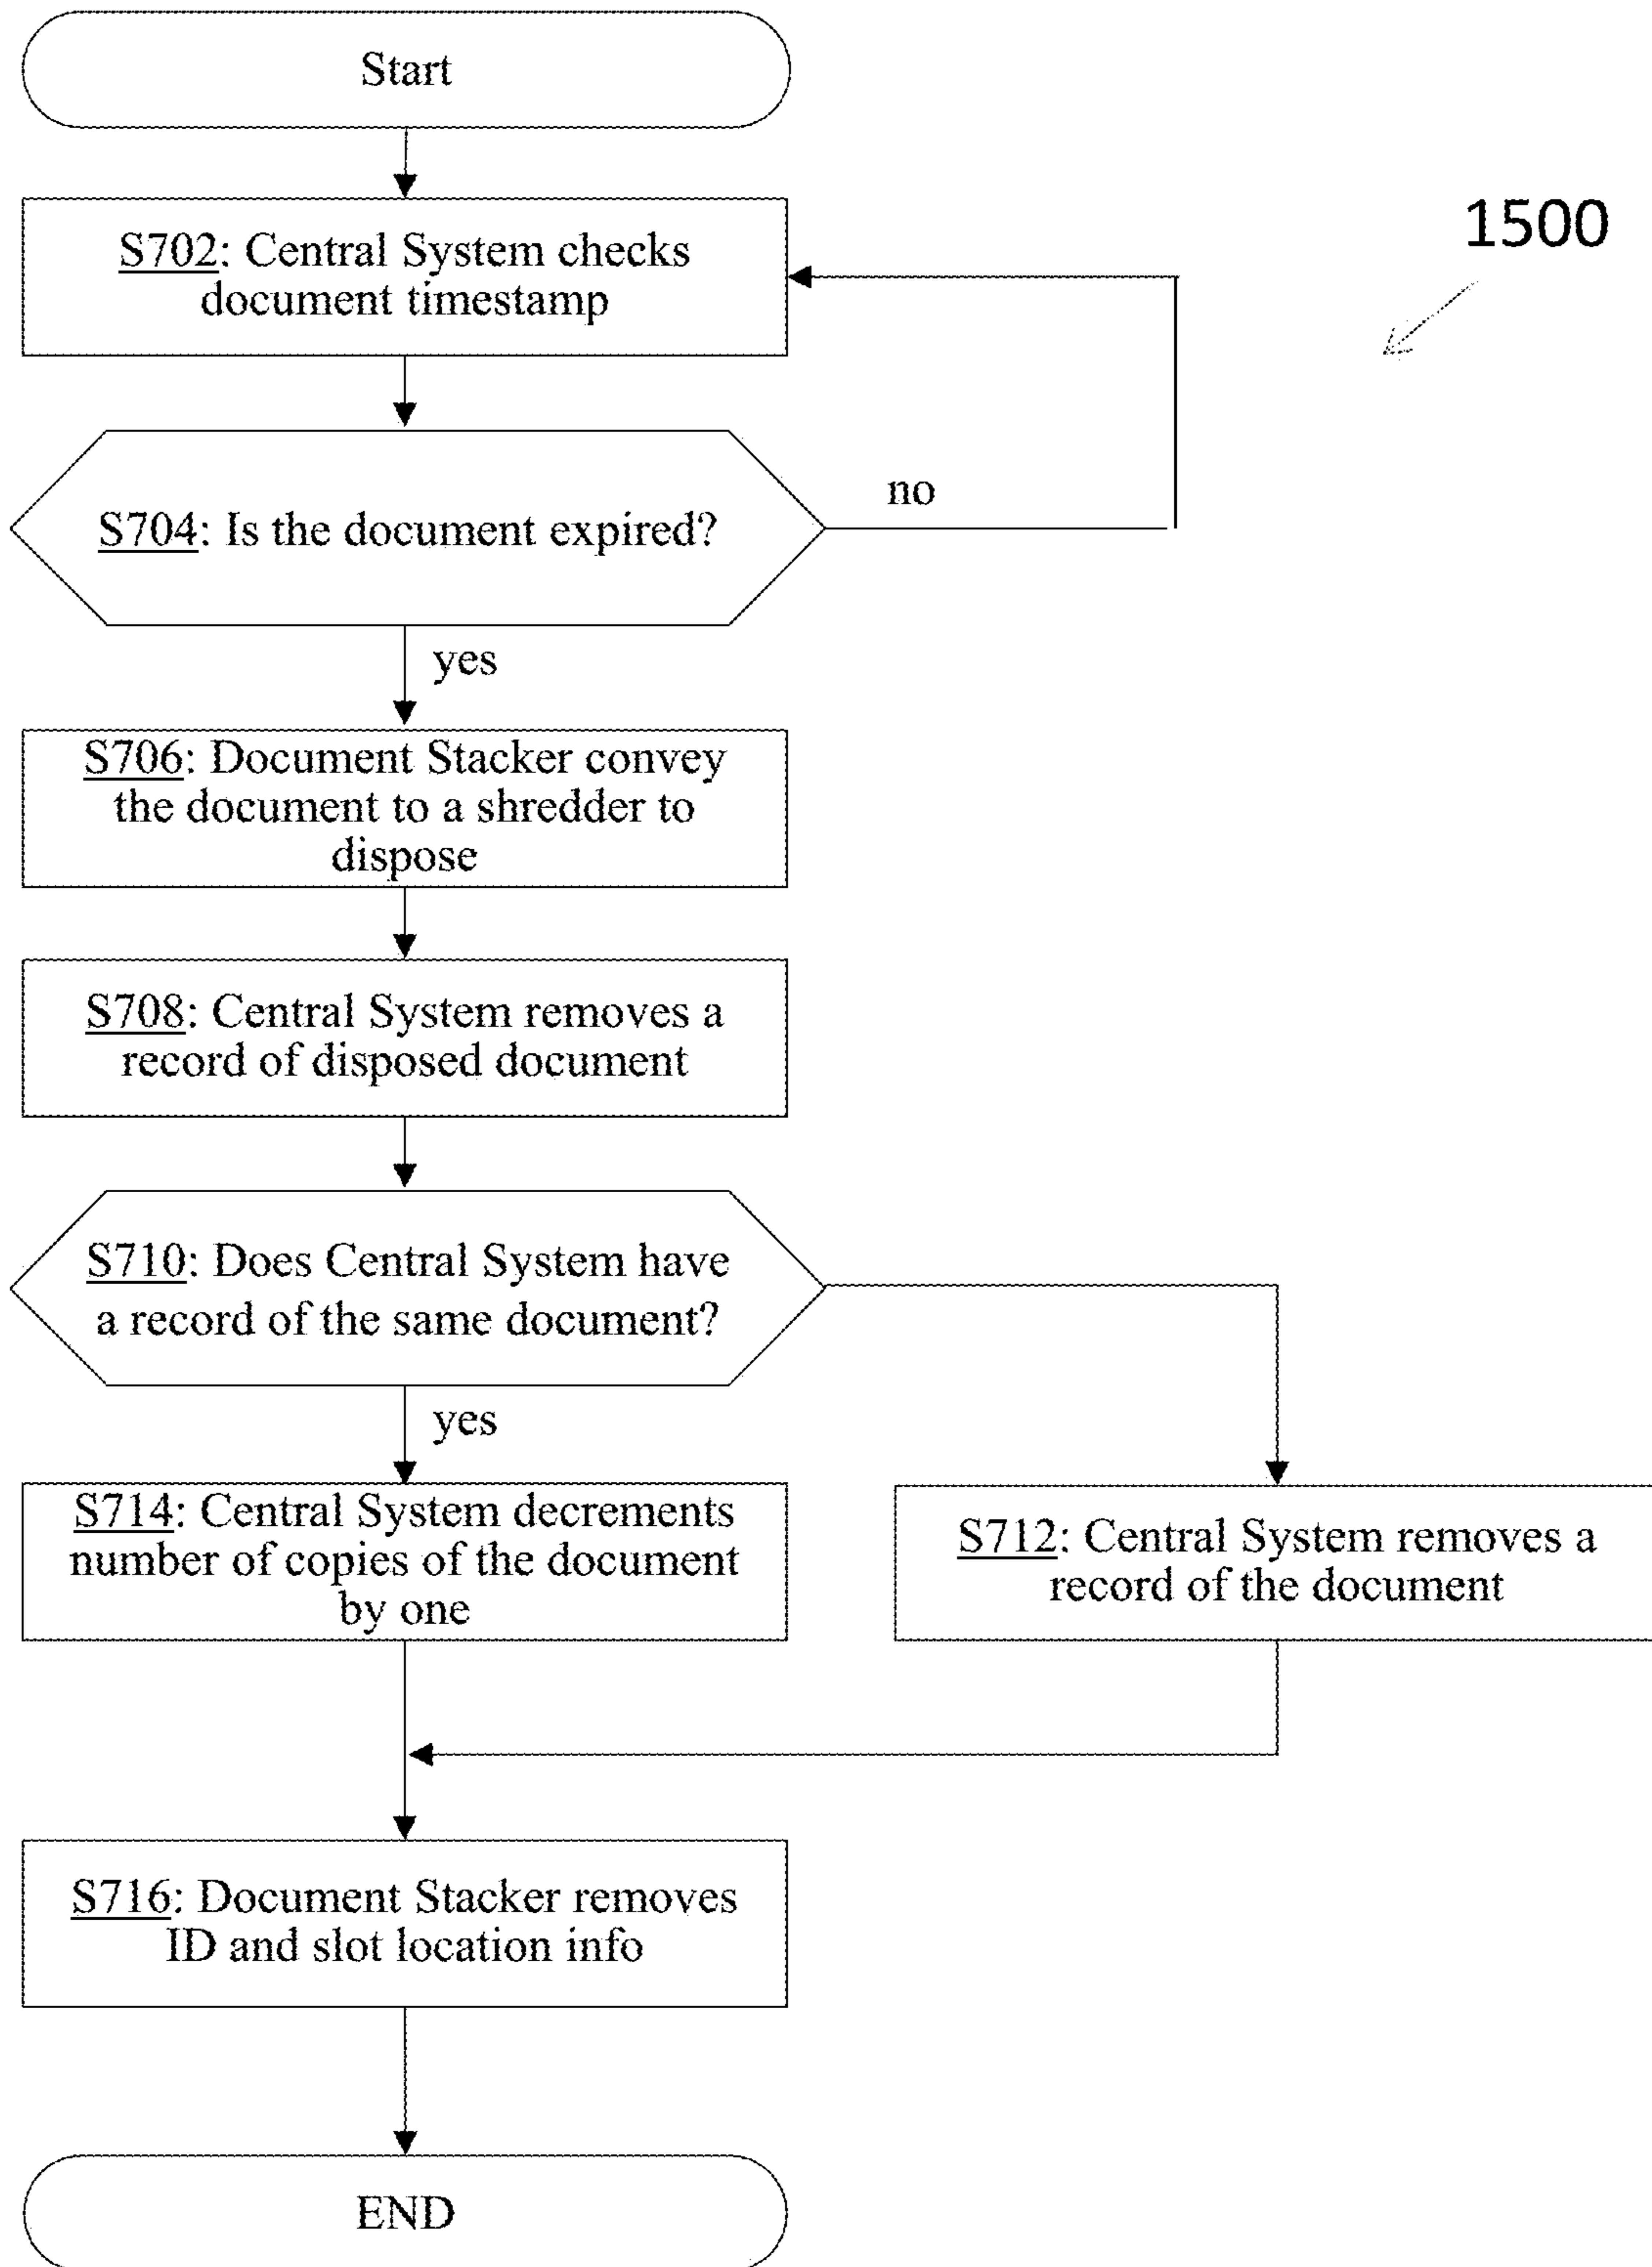 Start
1500
S702: Central System checks
document timestamp
no
S704: Is the document expired?
yes
S706: Document Stacker convey
the document to a shredder to
dispose
S708: Central System removes a
record of disposed document
S710: Does Central System have
a record of the same document?
yes
S714: Central System decrements
number of copies of the document
by one
S712: Central System removes a
record of the document
S716: Document Stacker removes
ID and slot location info
END